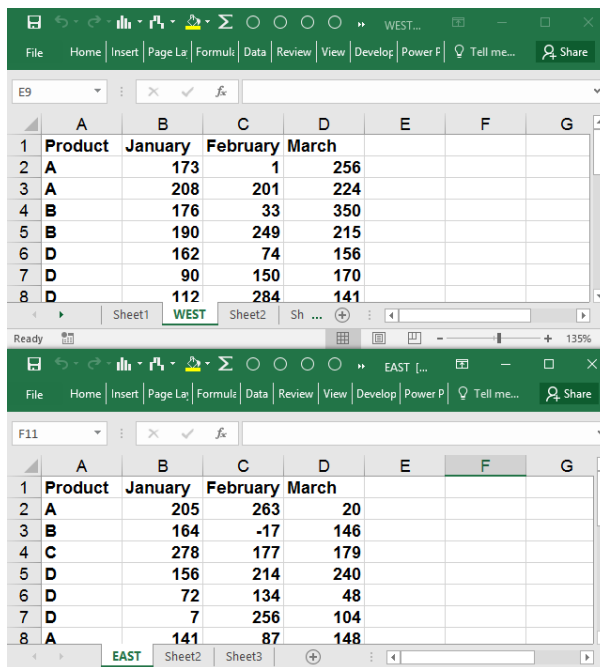 WEST...
File Home Insert Page La Formula Data Review View Develop Power F Tell me... Share
E9 fx
A B C D E F G
1 Product January February March
2 A 173 1 256
3 A 208 201 224
4 B 176 33 350
5 B 190 249 215
6 D 162 74 156
7 D 90 150 170
8 D 112 284 141
Sheet1 WEST Sheet2 Sh ...
Ready 135%
EAST [...
File Home Insert Page La Formula Data Review View Develop Power P Tell me... Share
F11 fx
A B C D E F G
1 Product January February March
2 A 205 263 20
3 B 164 -17 146
4 C 278 177 179
5 D 156 214 240
6 D 72 134 48
7 D 7 256 104
8 A 141 87 148
EAST Sheet2 Sheet3